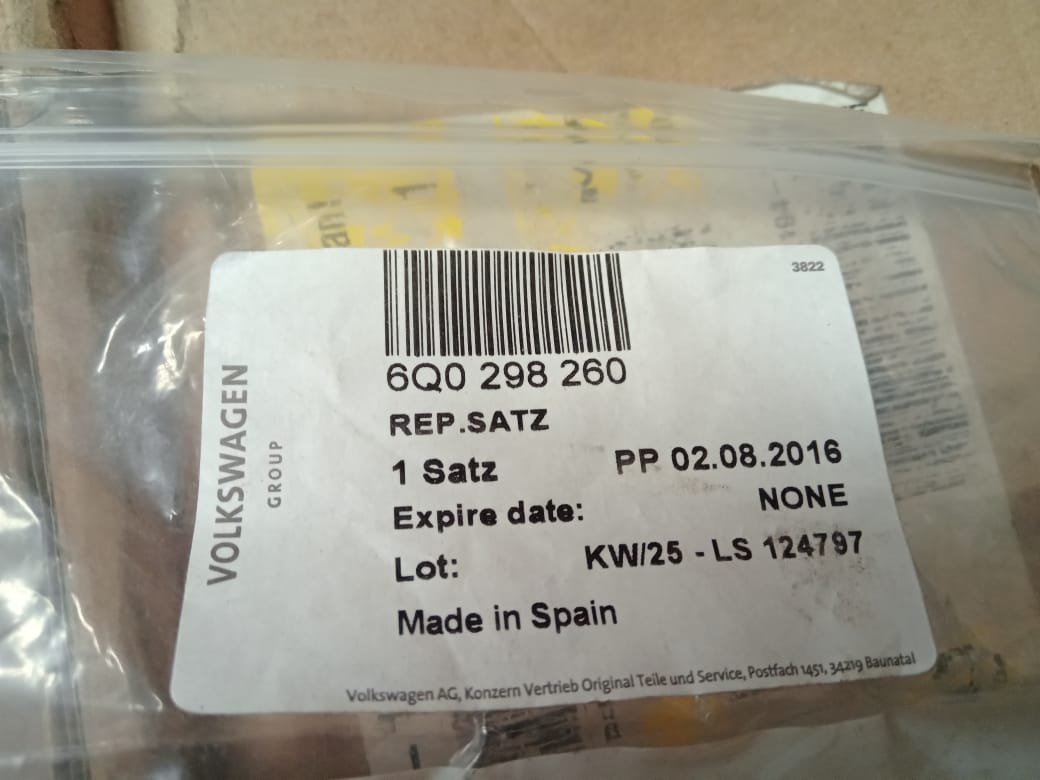 3822
6Q0 298 260
REP.SATZ
1 Satz PP 02.08.2016
Expire date: NONE
Lot: KW/25 - LS 124797
Made in Spain
Volkswagen AG, Konzern Vertrieb Original Teile und Service, Postfach 1451, 34219 Baunatal
VOLKSWAGEN
GROUP